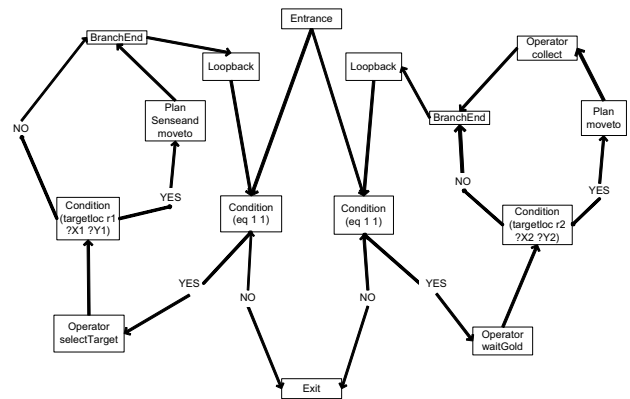 Entrance
BranchEnd
Loopback
Loopback
Operator
collect
Plan
Senseand
moveto
BranchEnd
Plan
moveto
NO
YES
NO
YES
Condition
(targetloc r1
?X1 ?Y1)
Condition
(eq 1 1)
Condition
(eq 1 1)
Condition
(targetloc r2
?X2 ?Y2)
YES
NO
NO
YES
Operator
selectTarget
Operator
waitGold
Exit